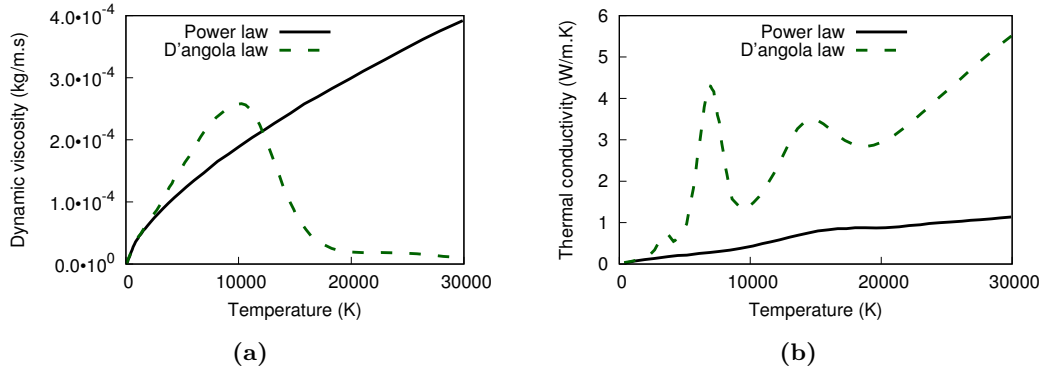 Dynamic viscosity (kg/m.s)
4.0•10⁻⁴
3.0•10⁻⁴
2.0•10⁻⁴
1.0•10⁻⁴
0.0•10⁰
Power law
D'angola law
0 10000 20000 30000
Temperature (K)
(a)
Thermal conductivity (W/m.K)
6
5
4
3
2
1
0
Power law
D'angola law
0 10000 20000 30000
Temperature (K)
(b)